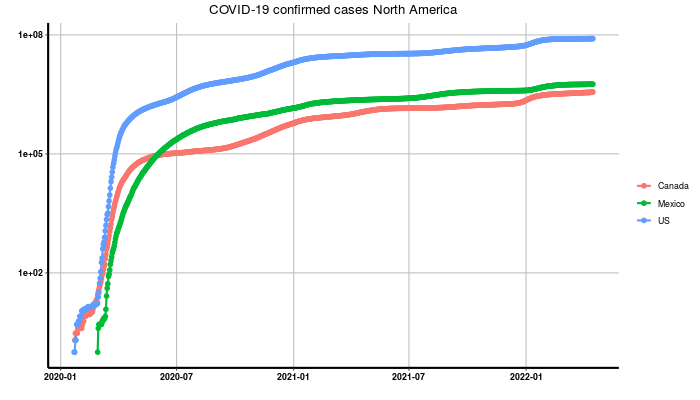 COVID-19 confirmed cases North America
1e+08
1e+05
1e+02
2020-01
2020-07
2021-01
2021-07
2022-01
Canada
Mexico
US